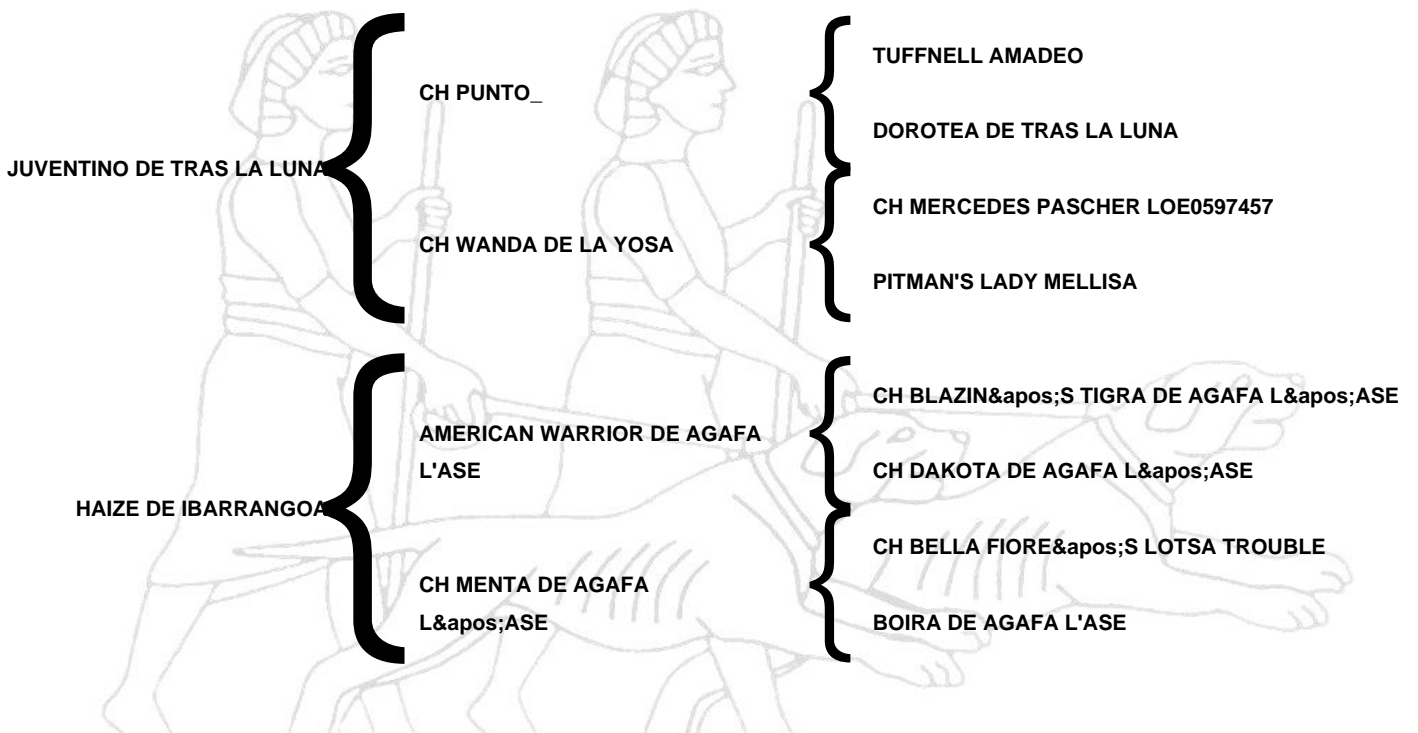 TUFFNELL AMADEO
CH PUNTO_
DOROTEA DE TRAS LA LUNA
JUVENTINO DE TRAS LA LUNA
CH MERCEDES PASCHER LOE0597457
CH WANDA DE LA YOSA
PITMAN'S LADY MELLISA
CH BLAZIN&apos;S TIGRA DE AGAFA L&apos;ASE
AMERICAN WARRIOR DE AGAFA
L'ASE
CH DAKOTA DE AGAFA L&apos;ASE
HAIZE DE IBARRANGOA
CH BELLA FIORE&apos;S LOTSA TROUBLE
CH MENTA DE AGAFA
L&apos;ASE
BOIRA DE AGAFA L'ASE